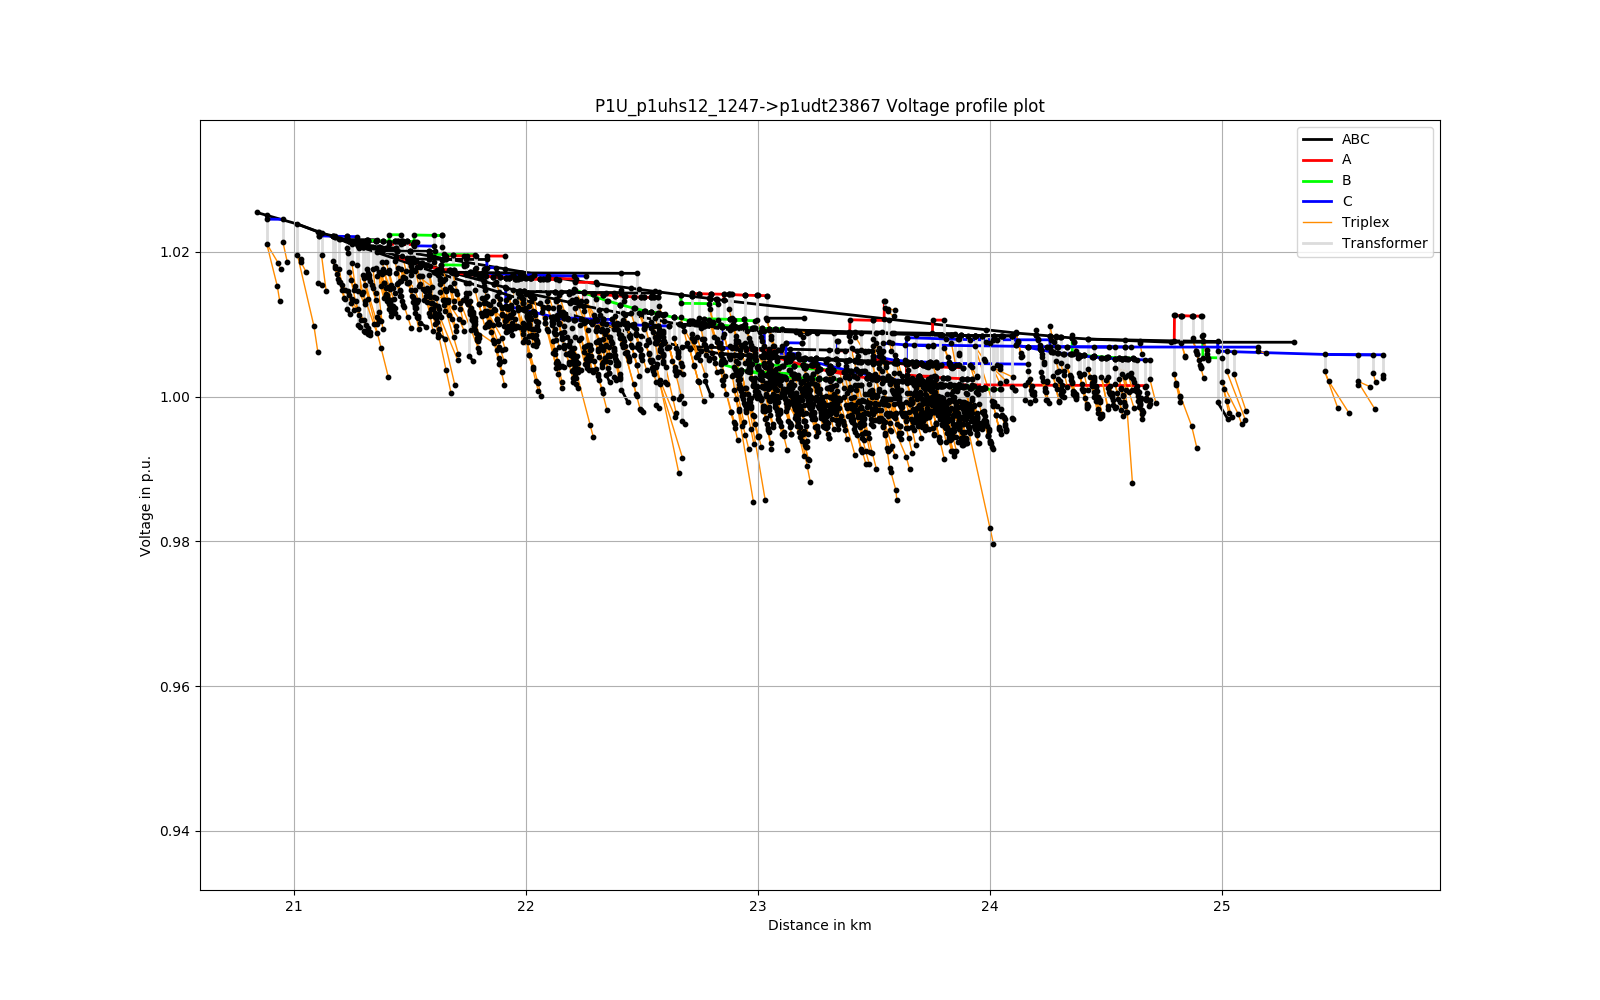 P1U_p1uhs12_1247->p1udt23867 Voltage profile plot
ABC
A
B
C
Triplex
Transformer
Voltage in p.u.
1.02
1.00
0.98
0.96
0.94
21 22 23 24 25
Distance in km